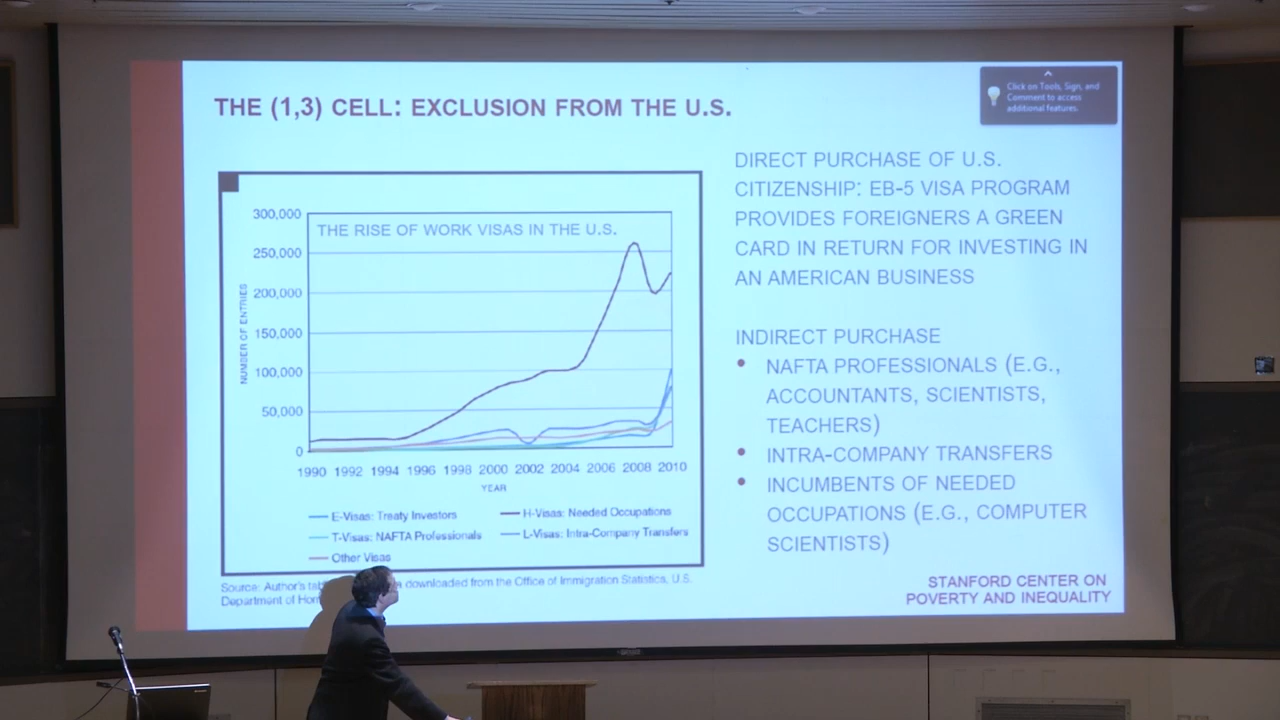 THE (1,3) CELL: EXCLUSION FROM THE U.S.
Click on Tools, Sign, and
Comment to access
additional features.
THE RISE OF WORK VISAS IN THE U.S.
NUMBER OF ENTRIES
300,000
250,000
200,000
150,000
100,000
50,000
0
1990 1992 1994 1996 1998 2000 2002 2004 2006 2008 2010
YEAR
E-Visas: Treaty Investors
H-Visas: Needed Occupations
T-Visas: NAFTA Professionals
L-Visas: Intra-Company Transfers
Other Visas
Source: Author's downloaded from the Office of Immigration Statistics, U.S.
Department of
DIRECT PURCHASE OF U.S.
CITIZENSHIP: EB-5 VISA PROGRAM
PROVIDES FOREIGNERS A GREEN
CARD IN RETURN FOR INVESTING IN
AN AMERICAN BUSINESS
INDIRECT PURCHASE
• NAFTA PROFESSIONALS (E.G.,
ACCOUNTANTS, SCIENTISTS,
TEACHERS)
• INTRA-COMPANY TRANSFERS
• INCUMBENTS OF NEEDED
OCCUPATIONS (E.G., COMPUTER
SCIENTISTS)
STANFORD CENTER ON
POVERTY AND INEQUALITY